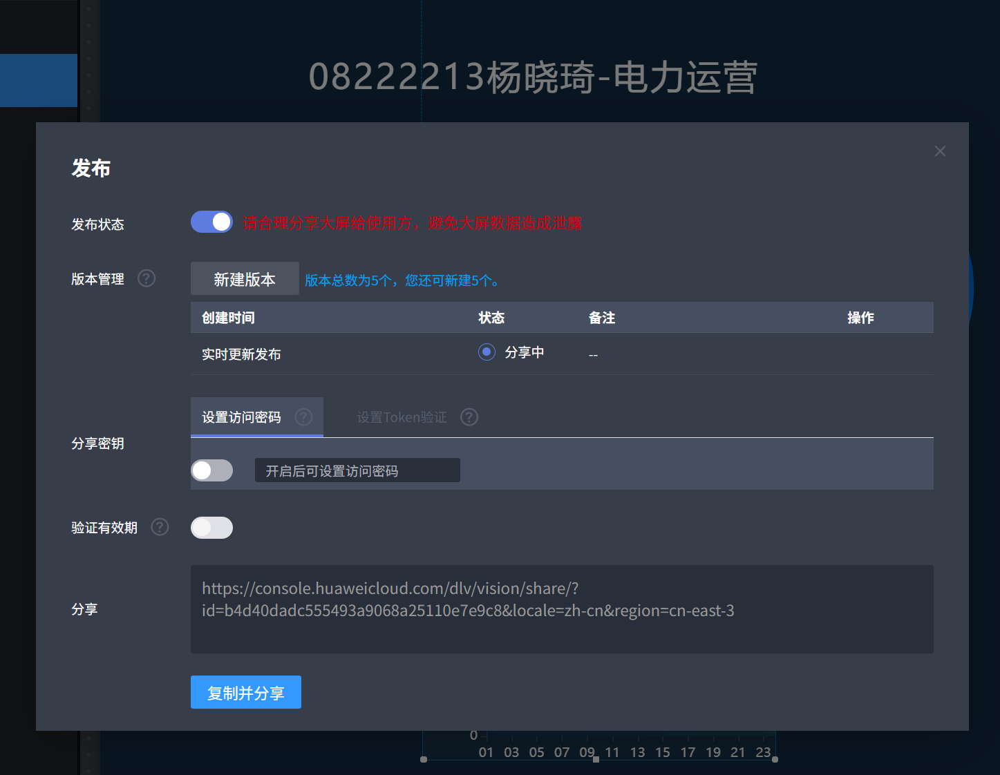 08222213杨晓琦-电力运营
发布
发布状态
请合理分享大屏给使用方，避免大屏数据造成泄露
版本管理 ?
新建版本 版本总数为5个，您还可新建5个。
创建时间 状态 备注 操作
实时更新发布 分享中 --
设置访问密码 ? 设置Token验证 ?
分享密钥
开启后可设置访问密码
验证有效期 ?
分享
https://console.huaweicloud.com/dlv/vision/share/?
id=b4d40dadc555493a9068a25110e7e9c8&locale=zh-cn&region=cn-east-3
复制并分享
0
01 03 05 07 09 11 13 15 17 19 21 23